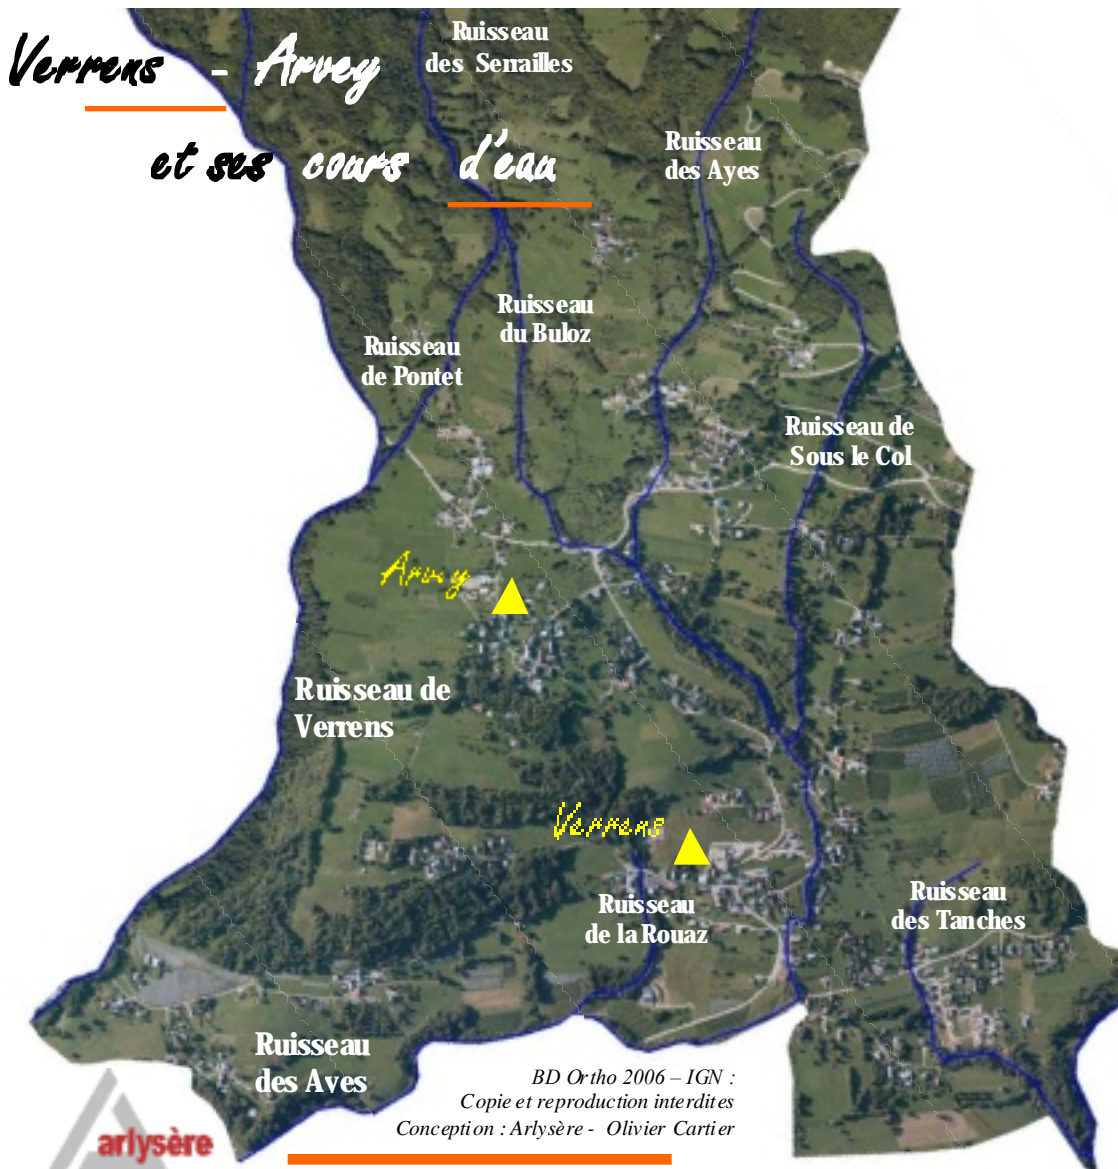 Verrens - Arvey
et ses cours d'eau
Ruisseau
des Serrailles
Ruisseau
des Ayes
Ruisseau
du Buloz
Ruisseau
de Pontet
Ruisseau de
Sous le Col
Arvey
Ruisseau de
Verrens
Verrens
Ruisseau
de la Rouaz
Ruisseau
des Tanches
Ruisseau
des Aves
BD Ortho 2006 – IGN :
Copie et reproduction interdites
Conception : Arlysère - Olivier Cartier
arlysère